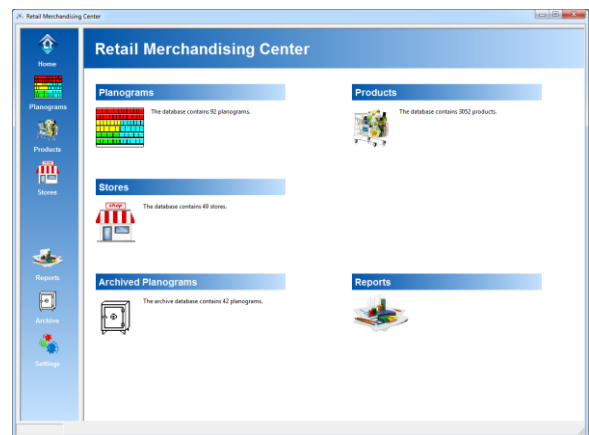 Retail Merchandising Center
Home
Planograms
Products
Stores
Reports
Archive
Settings
Retail Merchandising Center
Planograms
The database contains 92 planograms.
Products
The database contains 3052 products.
Stores
shop
The database contains 49 stores.
Archived Planograms
The archive database contains 42 planograms.
Reports